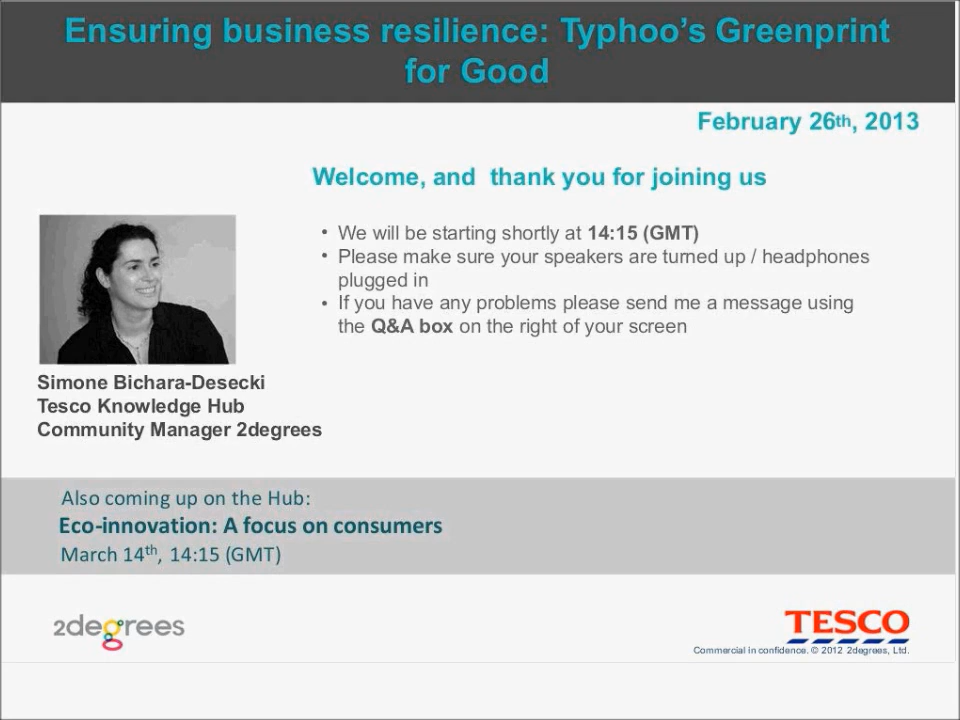 Ensuring business resilience: Typhoo's Greenprint
for Good
February 26th, 2013
Welcome, and thank you for joining us
• We will be starting shortly at 14:15 (GMT)
• Please make sure your speakers are turned up / headphones
plugged in
• If you have any problems please send me a message using
the Q&A box on the right of your screen
Simone Bichara-Desecki
Tesco Knowledge Hub
Community Manager 2degrees
Also coming up on the Hub:
Eco-innovation: A focus on consumers
March 14th, 14:15 (GMT)
2degrees
TESCO
Commercial in confidence. © 2012 2degrees, Ltd.